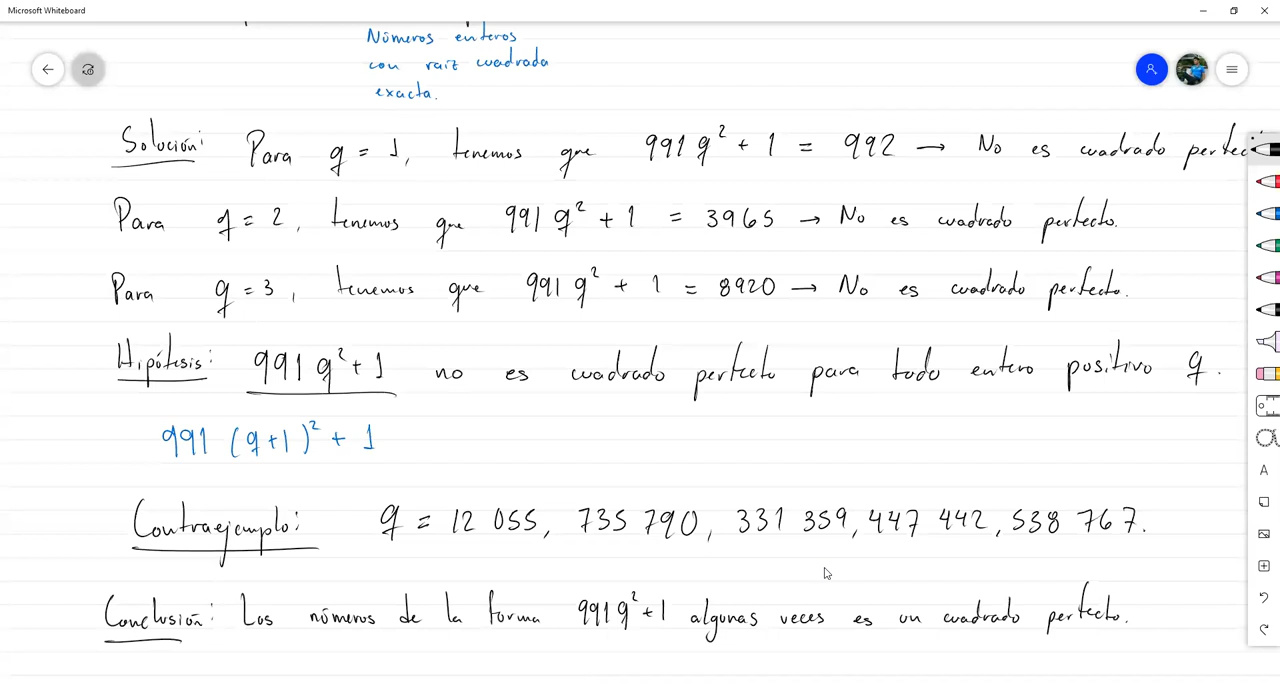 Microsoft Whiteboard
Números enteros
con raíz cuadrada
exacta.
Solución: Para q = 1, tenemos que 991 q² + 1 = 992 → No es cuadrado perfec
Para q = 2, tenemos que 991 q² + 1 = 3965 → No es cuadrado perfecto.
Para q = 3, tenemos que 991 q² + 1 = 8920 → No es cuadrado perfecto.
Hipótesis: 991 q² + 1 no es cuadrado perfecto para todo entero positivo q.
991 (q+1)² + 1
Contraejemplo: q = 12 055, 735 790, 331 359, 447 442, 538 767.
Conclusión: Los números de la forma 991q² + 1 algunas veces es un cuadrado perfecto.
A